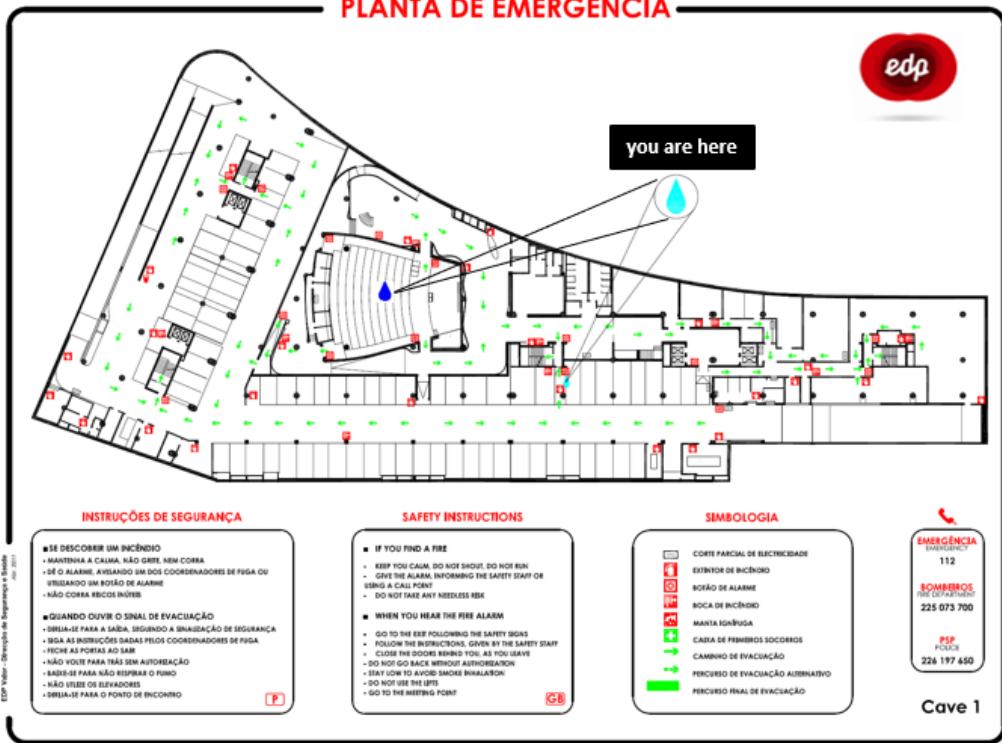 PLANTA DE EMERGÊNCIA
edp
you are here
INSTRUÇÕES DE SEGURANÇA
■ SE DESCOBRIR UM INCÊNDIO
• MANTENHA A CALMA, NÃO GRITE, NEM CORRA
• DÊ O ALARME, AVISANDO UM DOS COORDENADORES DE FUGA OU
UTILIZANDO UM BOTÃO DE ALARME
• NÃO CORRA RISCOS INÚTEIS
■ QUANDO OUVIR O SINAL DE EVACUAÇÃO
• DIRIJA-SE PARA A SAÍDA, SEGUINDO A SINALIZAÇÃO DE SEGURANÇA
• SIGA AS INSTRUÇÕES DADAS PELOS COORDENADORES DE FUGA
• FECHE AS PORTAS AO SAIR
• NÃO VOLTE PARA TRÁS SEM AUTORIZAÇÃO
• BAIXE-SE PARA NÃO RESPIRAR O FUMO
• NÃO UTILIZE OS ELEVADORES
• DIRIJA-SE PARA O PONTO DE ENCONTRO
P
SAFETY INSTRUCTIONS
■ IF YOU FIND A FIRE
- KEEP YOU CALM, DO NOT SHOUT, DO NOT RUN
- GIVE THE ALARM, INFORMING THE SAFETY STAFF OR
USING A CALL POINT
- DO NOT TAKE ANY NEEDLESS RISK
■ WHEN YOU HEAR THE FIRE ALARM
- GO TO THE EXIT FOLLOWING THE SAFETY SIGNS
- FOLLOW THE INSTRUCTIONS, GIVEN BY THE SAFETY STAFF
- CLOSE THE DOORS BEHIND YOU, AS YOU LEAVE
- DO NOT GO BACK WITHOUT AUTHORIZATION
- STAY LOW TO AVOID SMOKE INHALATION
- DO NOT USE THE LIFTS
- GO TO THE MEETING POINT
GB
SIMBOLOGIA
CORTE PARCIAL DE ELECTRICIDADE
EXTINTOR DE INCÊNDIO
BOTÃO DE ALARME
BOCA DE INCÊNDIO
MANTA IGNÍFUGA
CAIXA DE PRIMEIROS SOCORROS
CAMINHO DE EVACUAÇÃO
PERCURSO DE EVACUAÇÃO ALTERNATIVO
PERCURSO FINAL DE EVACUAÇÃO
EMERGÊNCIA
EMERGENCY
112
BOMBEIROS
FIRE DEPARTMENT
225 073 700
PSP
POLICE
226 197 650
Cave 1
EDP Valor - Direcção de Segurança e Saúde